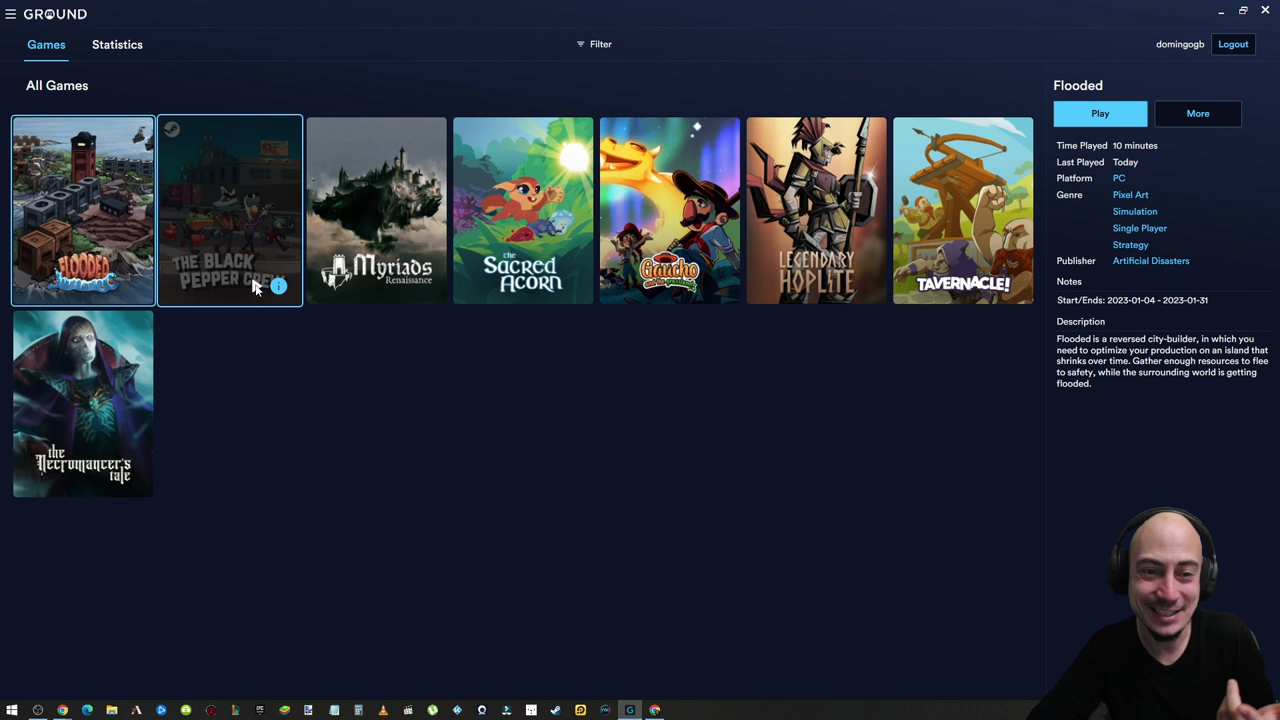 GROUND
Games
Statistics
Filter
domingogb
Logout
All Games
FLOODED
THE BLACK
PEPPER
Myriads
Renaissance
the
Sacred
Acorn
Gaucho
and the
LEGENDARY
HOPLITE
TAVERNACLE!
the
Necromancer's
tale
Flooded
Play
More
Time Played 10 minutes
Last Played Today
Platform PC
Genre Pixel Art
Simulation
Single Player
Strategy
Publisher Artificial Disasters
Notes
Start/Ends: 2023-01-04 - 2023-01-31
Description
Flooded is a reversed city-builder, in which you
need to optimize your production on an island that
shrinks over time. Gather enough resources to flee
to safety, while the surrounding world is getting
flooded.